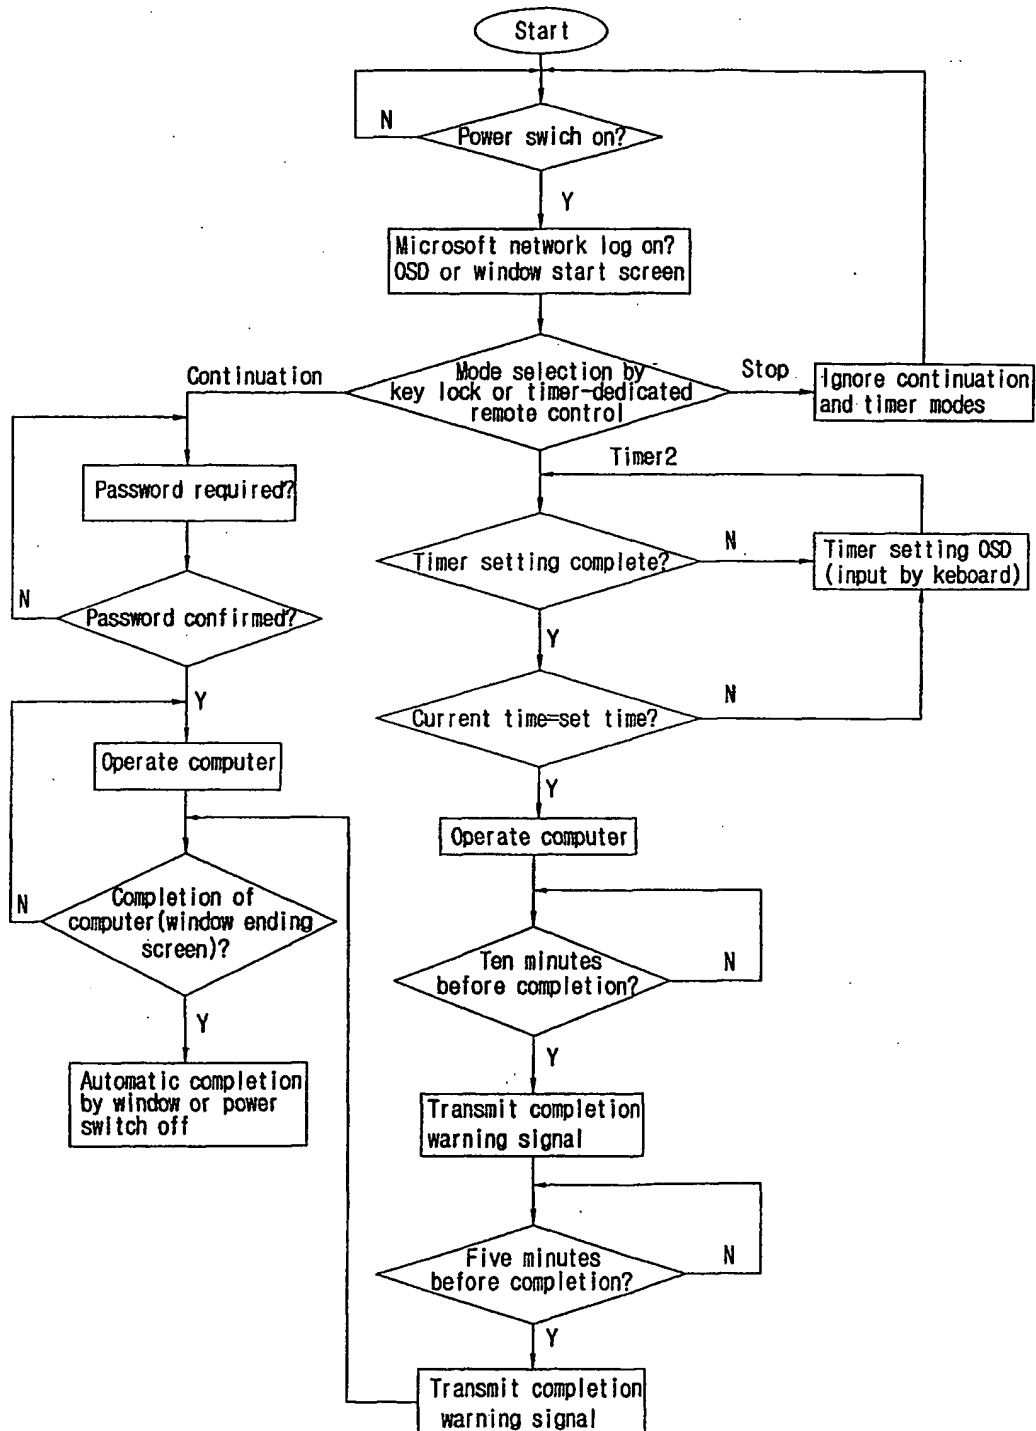 Start
N
Power swich on?
Y
Microsoft network log on?
OSD or window start screen
Continuation
Mode selection by
key lock or timer-dedicated
remote control
Stop
Ignore continuation
and timer modes
Timer2
Password required?
Timer setting complete?
N
Timer setting OSD
(input by keboard)
N
Password confirmed?
Y
Y
Current time=set time?
N
Operate computer
Y
Operate computer
N
Completion of
computer(window ending
screen)?
Ten minutes
before completion?
N
Y
Y
Automatic completion
by window or power
switch off
Transmit completion
warning signal
Five minutes
before completion?
N
Y
Transmit completion
warning signal